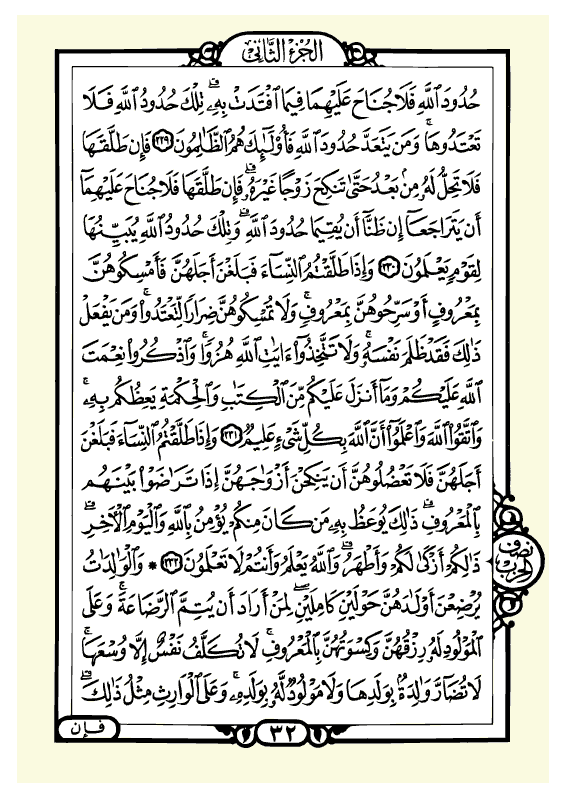 الجزء الثاني
حُدُودَ ٱللَّهِ فَلَا جُنَاحَ عَلَيْهِمَا فِيمَا ٱفْتَدَتْ بِهِۦۗ تِلْكَ حُدُودُ ٱللَّهِ فَلَا
تَعْتَدُوهَاۚ وَمَن يَتَعَدَّ حُدُودَ ٱللَّهِ فَأُو۟لَٰٓئِكَ هُمُ ٱلظَّٰلِمُونَ ﴿٢٢٩﴾ فَإِن طَلَّقَهَا
فَلَا تَحِلُّ لَهُۥ مِنۢ بَعْدُ حَتَّىٰ تَنكِحَ زَوْجًا غَيْرَهُۥۗ فَإِن طَلَّقَهَا فَلَا جُنَاحَ عَلَيْهِمَآ
أَن يَتَرَاجَعَآ إِن ظَنَّآ أَن يُقِيمَا حُدُودَ ٱللَّهِۗ وَتِلْكَ حُدُودُ ٱللَّهِ يُبَيِّنُهَا
لِقَوْمٍ يَعْلَمُونَ ﴿٢٣٠﴾ وَإِذَا طَلَّقْتُمُ ٱلنِّسَآءَ فَبَلَغْنَ أَجَلَهُنَّ فَأَمْسِكُوهُنَّ
بِمَعْرُوفٍ أَوْ سَرِّحُوهُنَّ بِمَعْرُوفٍۚ وَلَا تُمْسِكُوهُنَّ ضِرَارًا لِّتَعْتَدُوا۟ۚ وَمَن يَفْعَلْ
ذَٰلِكَ فَقَدْ ظَلَمَ نَفْسَهُۥۚ وَلَا تَتَّخِذُوٓا۟ ءَايَٰتِ ٱللَّهِ هُزُوًاۚ وَٱذْكُرُوا۟ نِعْمَتَ
ٱللَّهِ عَلَيْكُمْ وَمَآ أَنزَلَ عَلَيْكُم مِّنَ ٱلْكِتَٰبِ وَٱلْحِكْمَةِ يَعِظُكُم بِهِۦۚ
وَٱتَّقُوا۟ ٱللَّهَ وَٱعْلَمُوٓا۟ أَنَّ ٱللَّهَ بِكُلِّ شَىْءٍ عَلِيمٌ ﴿٢٣١﴾ وَإِذَا طَلَّقْتُمُ ٱلنِّسَآءَ فَبَلَغْنَ
أَجَلَهُنَّ فَلَا تَعْضُلُوهُنَّ أَن يَنكِحْنَ أَزْوَٰجَهُنَّ إِذَا تَرَٰضَوْا۟ بَيْنَهُم
بِٱلْمَعْرُوفِۗ ذَٰلِكَ يُوعَظُ بِهِۦ مَن كَانَ مِنكُمْ يُؤْمِنُ بِٱللَّهِ وَٱلْيَوْمِ ٱلْءَاخِرِۗ
ذَٰلِكُمْ أَزْكَىٰ لَكُمْ وَأَطْهَرُۗ وَٱللَّهُ يَعْلَمُ وَأَنتُمْ لَا تَعْلَمُونَ ﴿٢٣٢﴾ * وَٱلْوَٰلِدَٰتُ
يُرْضِعْنَ أَوْلَٰدَهُنَّ حَوْلَيْنِ كَامِلَيْنِۖ لِمَنْ أَرَادَ أَن يُتِمَّ ٱلرَّضَاعَةَۚ وَعَلَى
ٱلْمَوْلُودِ لَهُۥ رِزْقُهُنَّ وَكِسْوَتُهُنَّ بِٱلْمَعْرُوفِۚ لَا تُكَلَّفُ نَفْسٌ إِلَّا وُسْعَهَاۚ
لَا تُضَآرَّ وَٰلِدَةٌۢ بِوَلَدِهَا وَلَا مَوْلُودٌ لَّهُۥ بِوَلَدِهِۦۚ وَعَلَى ٱلْوَارِثِ مِثْلُ ذَٰلِكَۗ
نصف
الحزب
٣٢
فإن